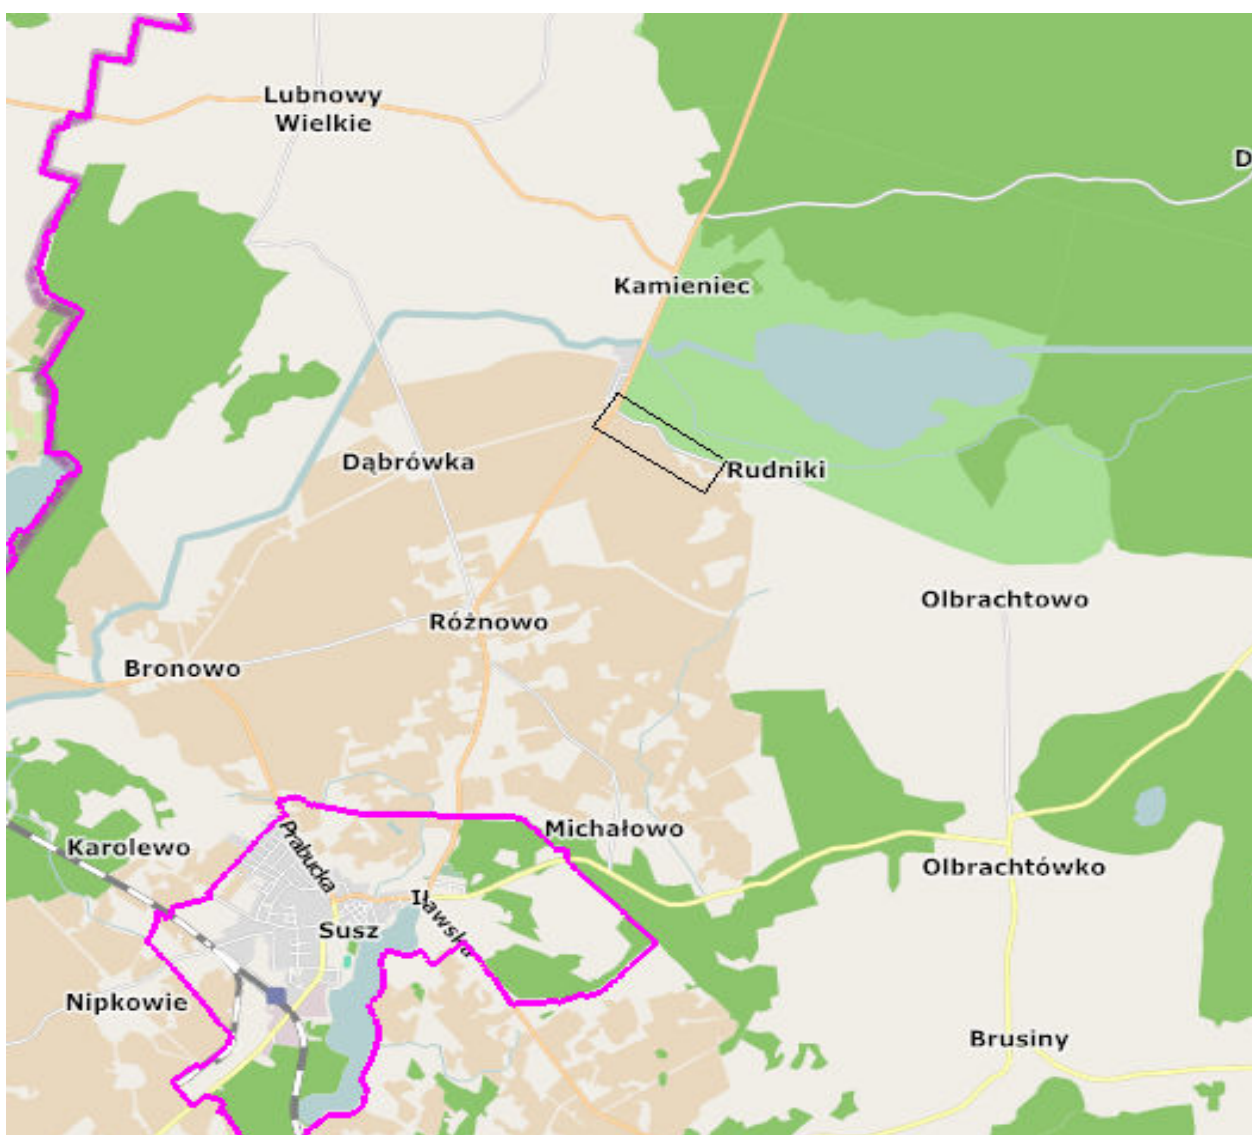 Lubnowy
Wielkie
D
Kamieniec
Dąbrówka
Rudniki
Olbrachtowo
Różnowo
Bronowo
Michałowo
Prabucka
Karolewo
Olbrachtówko
Iławska
Susz
Nipkowie
Brusiny